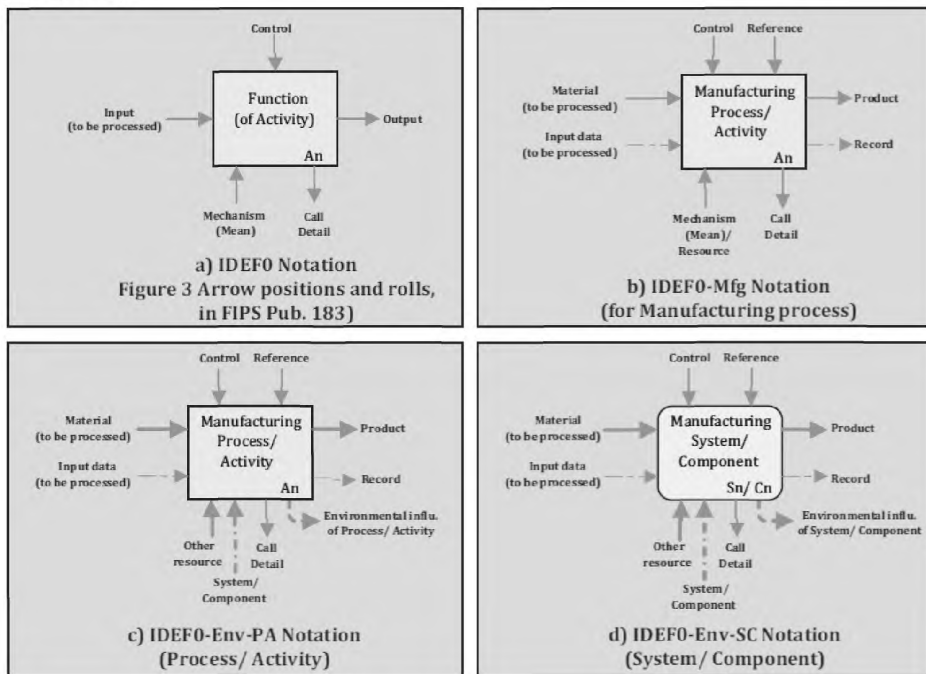 Control
Function
(of Activity)
Input
(to be processed)
Output
An
Mechanism
(Mean)
Call
Detail
a) IDEF0 Notation
Figure 3 Arrow positions and rolls,
in FIPS Pub. 183)
Control
Reference
Manufacturing
Process/
Activity
Material
(to be processed)
Product
Input data
(to be processed)
Record
An
Mechanism
(Mean)/
Resource
Call
Detail
b) IDEF0-Mfg Notation
(for Manufacturing process)
Control
Reference
Manufacturing
Process/
Activity
Material
(to be processed)
Product
Input data
(to be processed)
Record
An
Environmental influ.
of Process/ Activity
Other
resource
Call
Detail
System/
Component
c) IDEF0-Env-PA Notation
(Process/ Activity)
Control
Reference
Manufacturing
System/
Component
Material
(to be processed)
Product
Input data
(to be processed)
Record
Sn/ Cn
Environmental influ.
of System/ Component
Other
resource
Call
Detail
System/
Component
d) IDEF0-Env-SC Notation
(System/ Component)